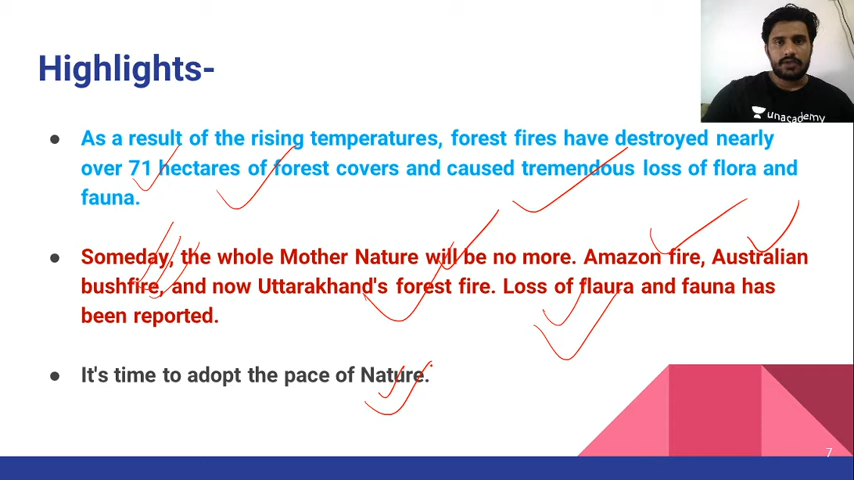 Highlights-
unacademy
As a result of the rising temperatures, forest fires have destroyed nearly
over 71 hectares of forest covers and caused tremendous loss of flora and
fauna.
Someday, the whole Mother Nature will be no more. Amazon fire, Australian
bushfire, and now Uttarakhand's forest fire. Loss of flaura and fauna has
been reported.
It's time to adopt the pace of Nature.
7